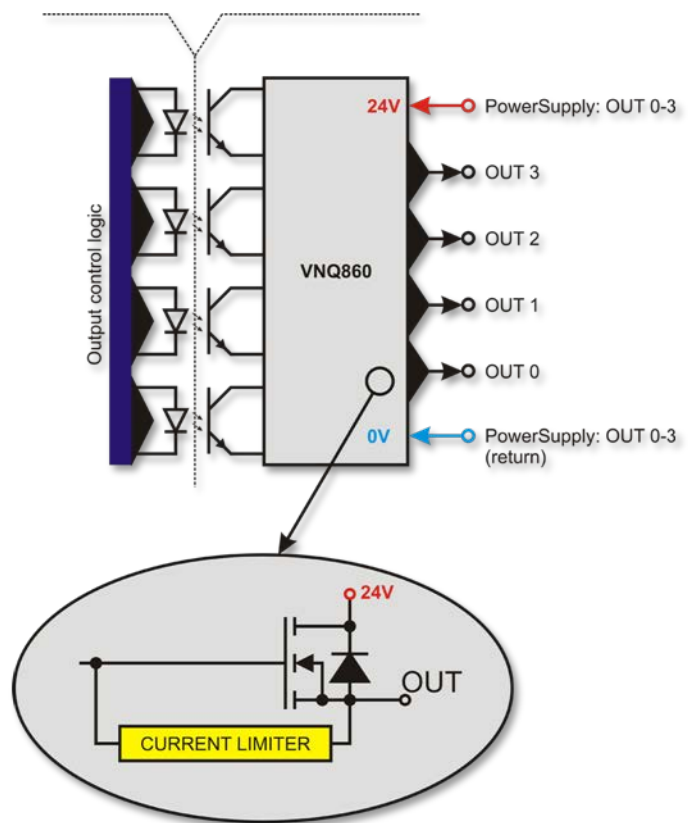 24V
PowerSupply: OUT 0-3
OUT 3
OUT 2
Output control logic
VNQ860
OUT 1
OUT 0
0V
PowerSupply: OUT 0-3
(return)
24V
OUT
CURRENT LIMITER